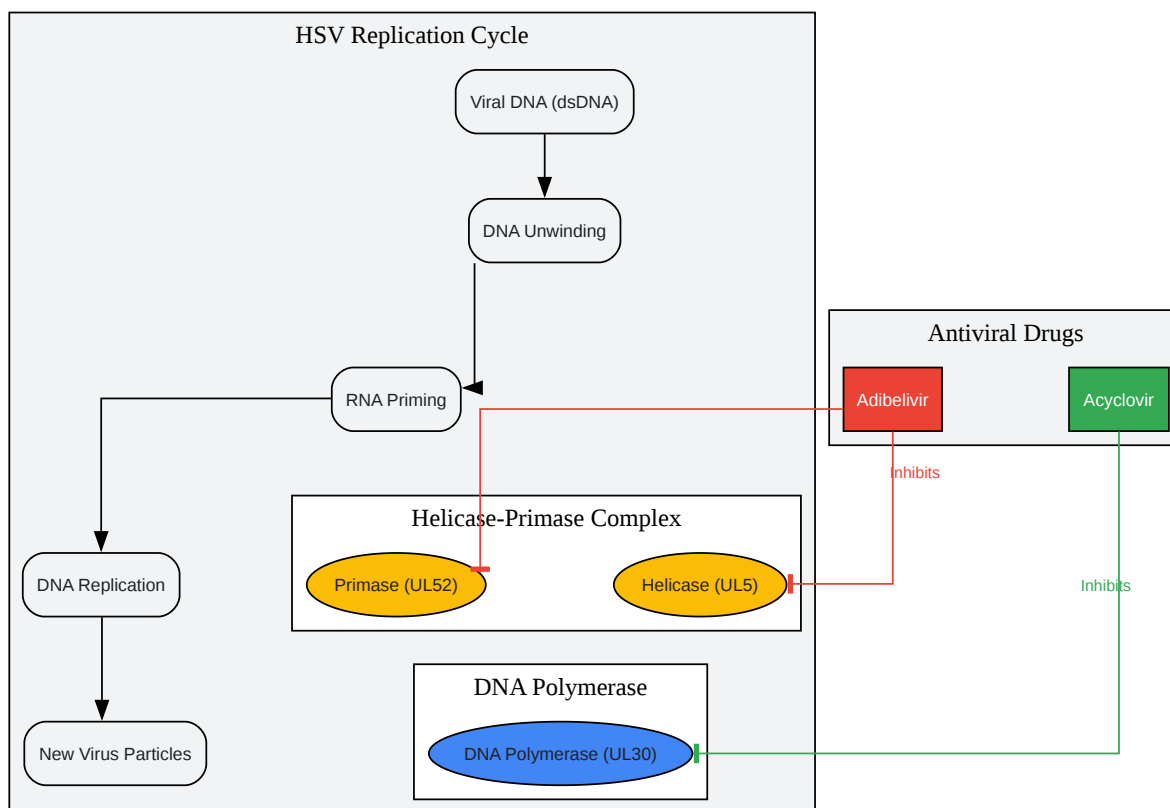 HSV Replication Cycle
Viral DNA (dsDNA)
DNA Unwinding
Antiviral Drugs
RNA Priming
Adibelivir
Acyclovir
Inhibits
Helicase-Primase Complex
DNA Replication
Primase (UL52)
Helicase (UL5)
Inhibits
DNA Polymerase
New Virus Particles
DNA Polymerase (UL30)